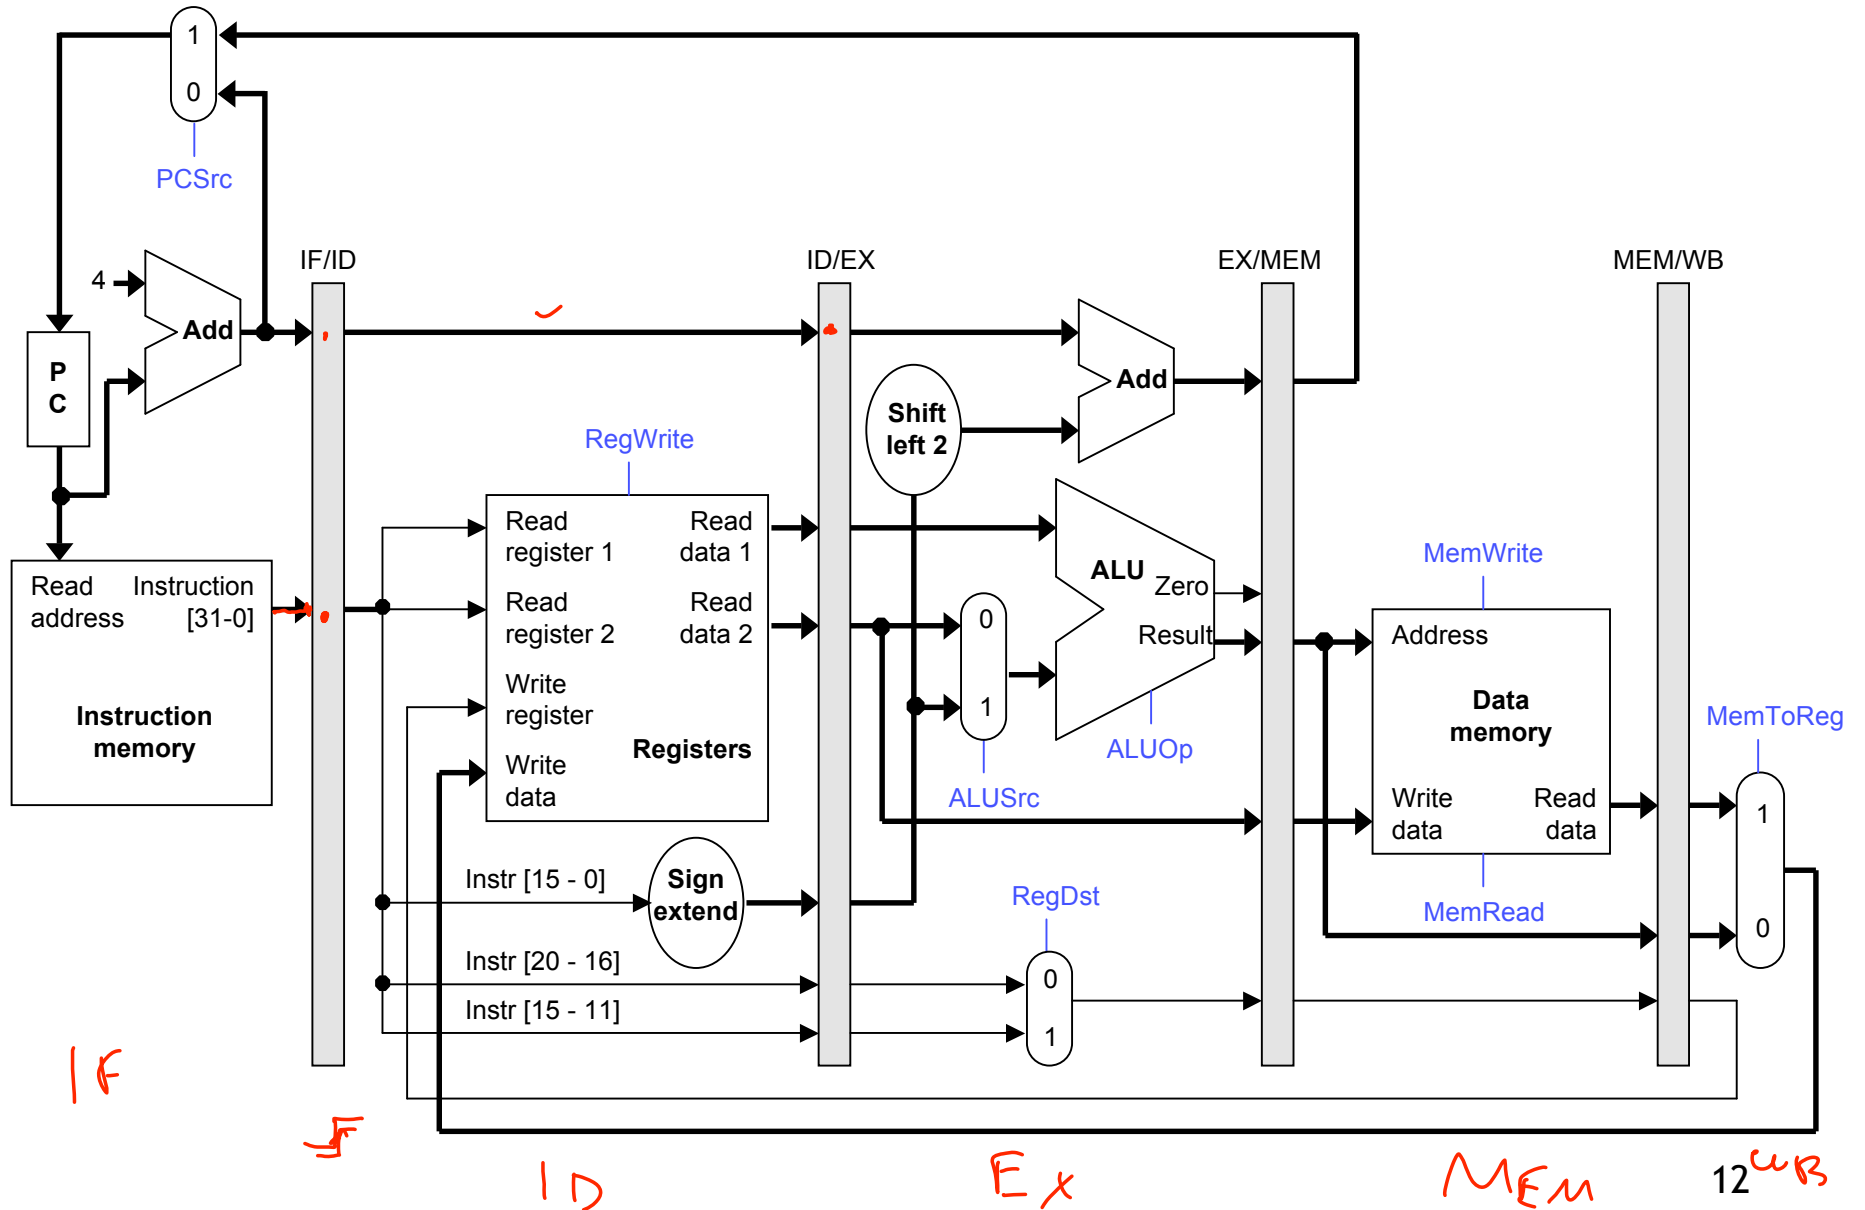 1
0
PCSrc
IF/ID
ID/EX
EX/MEM
MEM/WB
4
Add
P
C
Add
Shift
left 2
RegWrite
Read
register 1
Read
data 1
Read
register 2
Read
data 2
Write
register
Write
data
Registers
Read
address
Instruction
[31-0]
Instruction
memory
ALU
Zero
Result
0
1
ALUSrc
ALUOp
MemWrite
Address
Data
memory
Write
data
Read
data
MemRead
MemToReg
1
0
Instr [15 - 0]
Sign
extend
RegDst
Instr [20 - 16]
Instr [15 - 11]
0
1
IF
ID
EX
MEM
12
WB